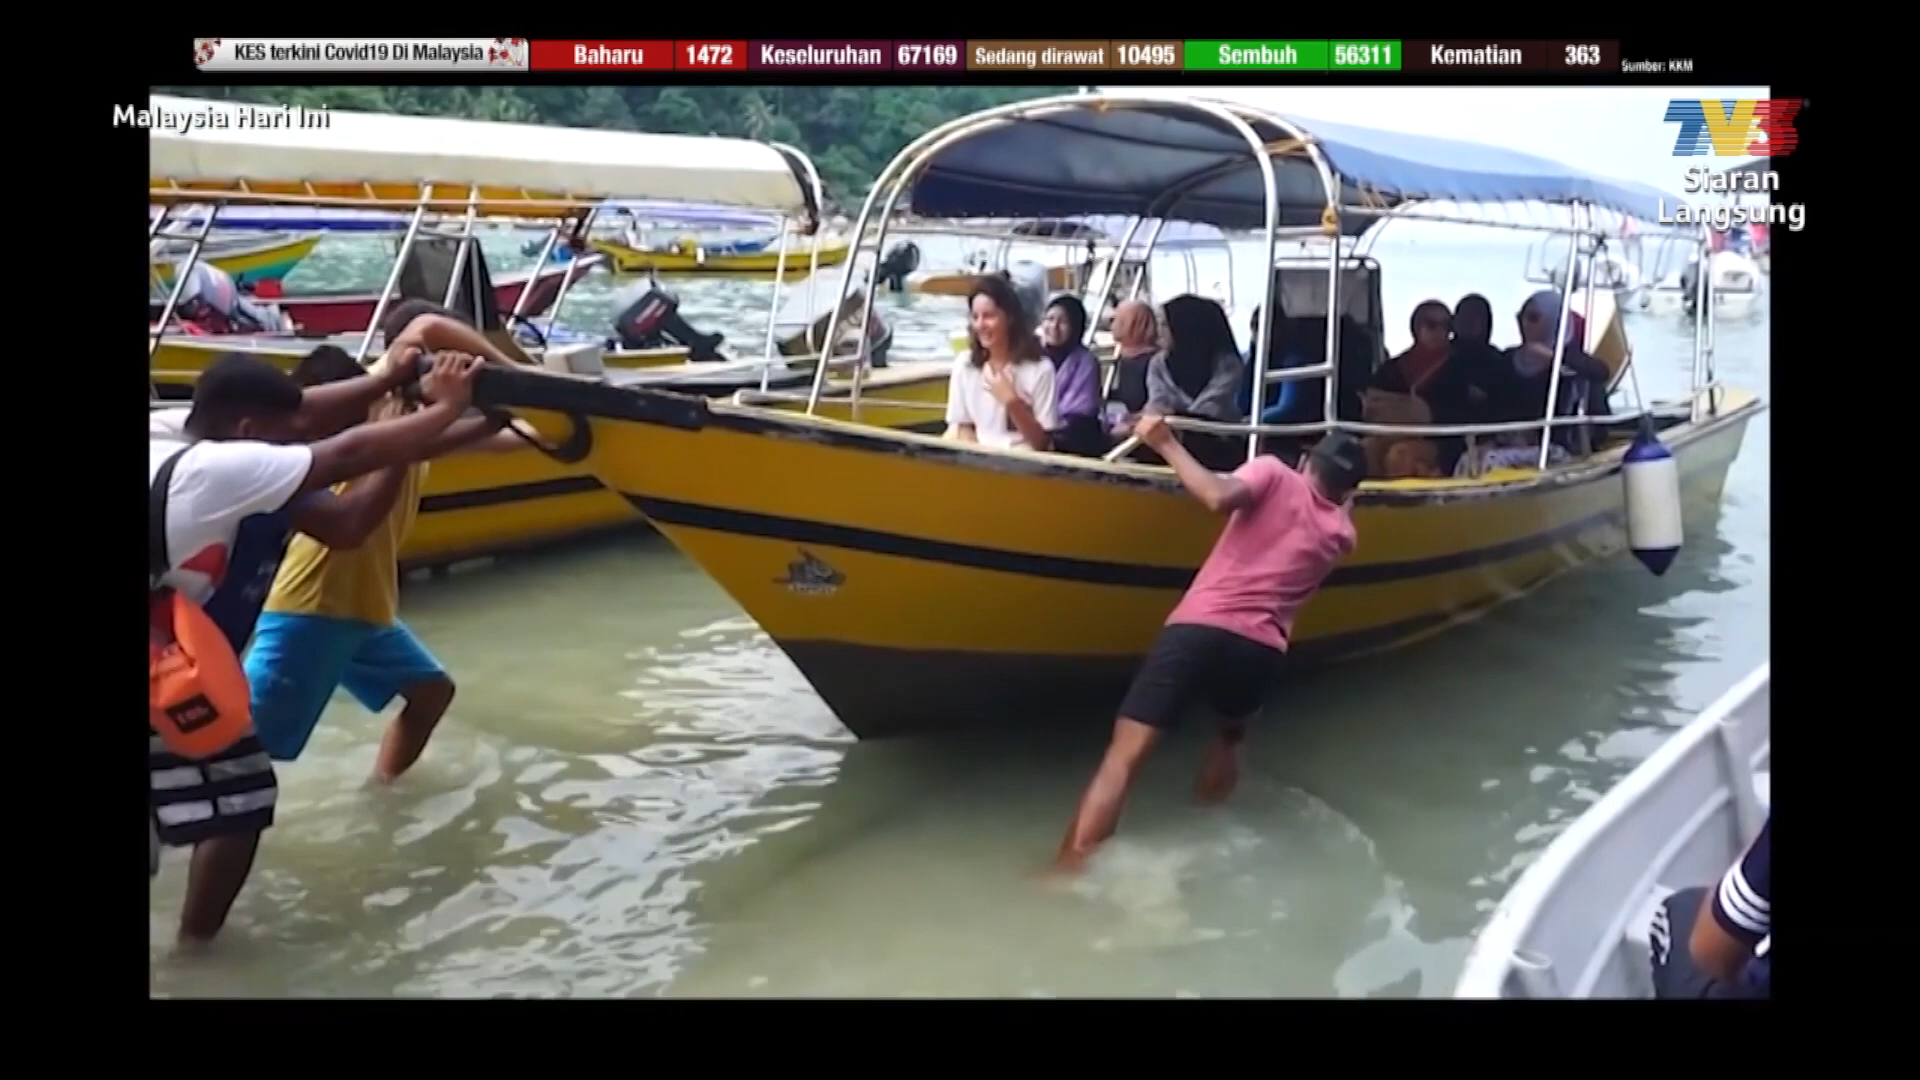 KES terkini Covid19 Di Malaysia Baharu 1472 Keseluruhan 67169 Sedang dirawat 10495 Sembuh 56311 Kematian 363 Sumber: KKM
Malaysia Hari Ini
TV3
Siaran
Langsung